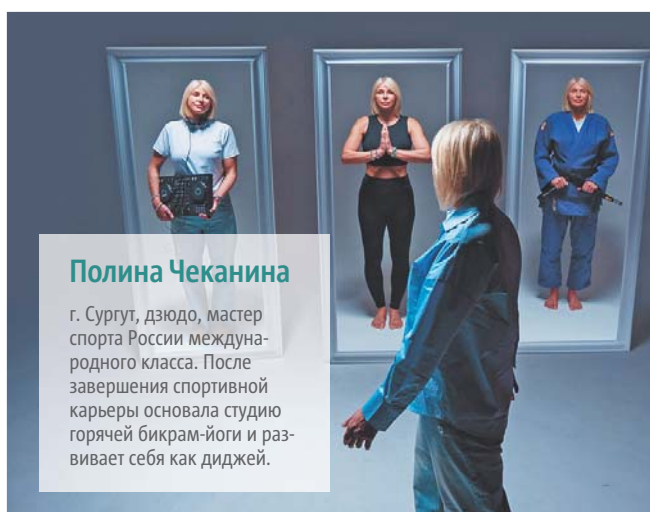 Полина Чеканина
г. Сургут, дзюдо, мастер
спорта России междуна-
родного класса. После
завершения спортивной
карьеры основала студию
горячей бикрам-йоги и раз-
вивает себя как диджей.